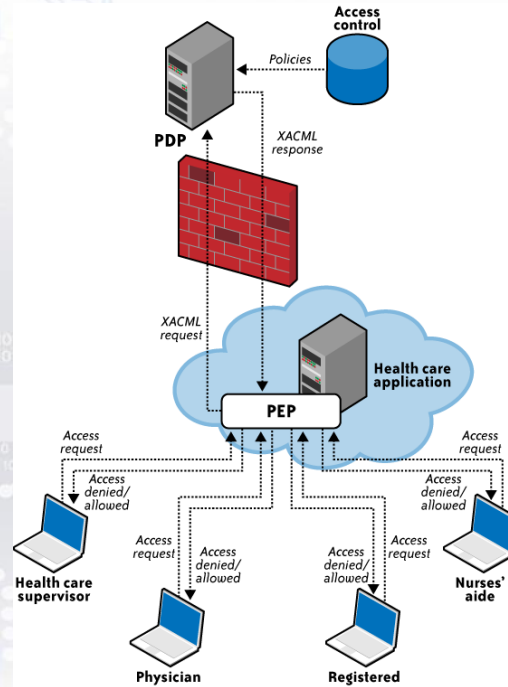 Access
control
Policies
PDP
XACML
response
XACML
request
Health care
application
PEP
Access
request
Access
denied/
allowed
Access
request
Access
denied/
allowed
Access
denied/
allowed
Access
request
Access
request
Access
denied/
allowed
Health care
supervisor
Physician
Registered
Nurses'
aide